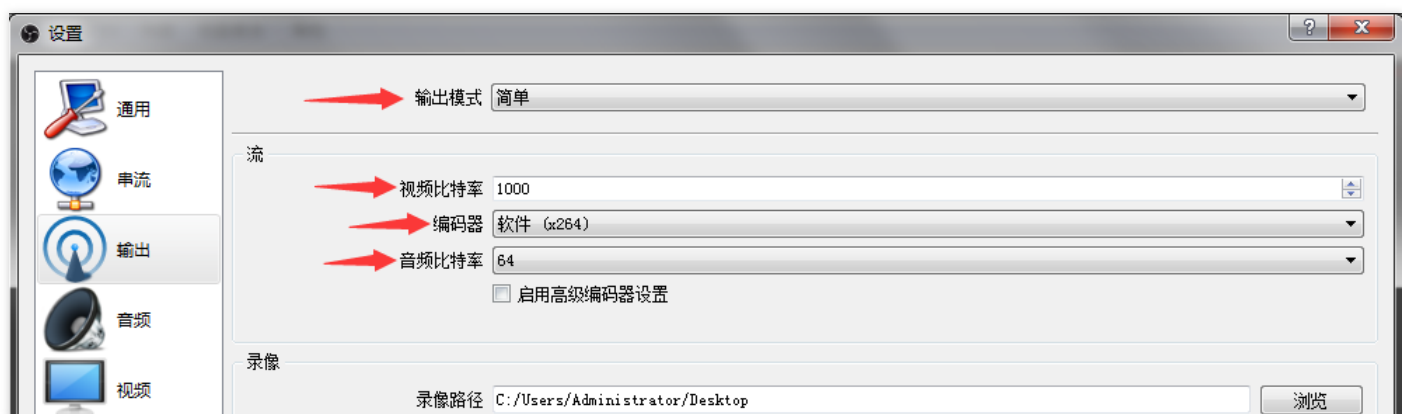 设置
通用
串流
输出
音频
视频
输出模式 简单
流
视频比特率 1000
编码器 软件 (x264)
音频比特率 64
启用高级编码器设置
录像
录像路径 C:/Users/Administrator/Desktop 浏览